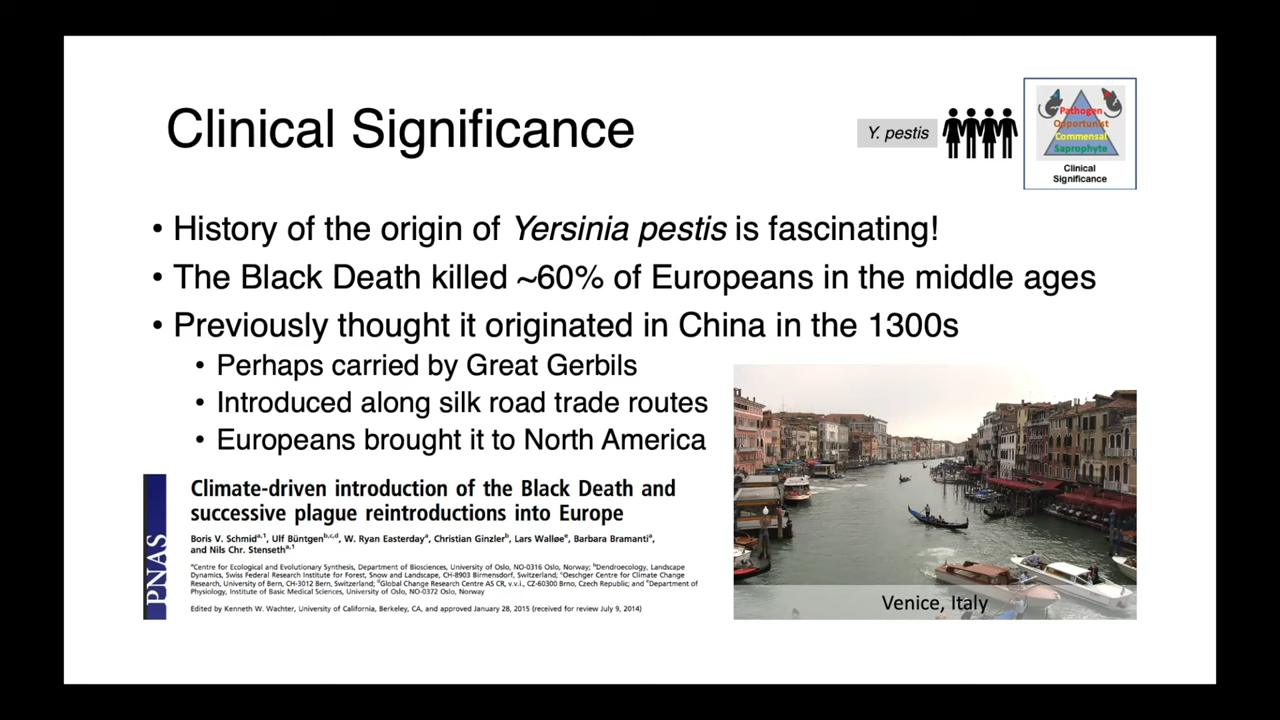 Clinical Significance
Y. pestis
Pathogen
Opportunist
Commensal
Saprophyte
Clinical
Significance
• History of the origin of Yersinia pestis is fascinating!
• The Black Death killed ~60% of Europeans in the middle ages
• Previously thought it originated in China in the 1300s
• Perhaps carried by Great Gerbils
• Introduced along silk road trade routes
• Europeans brought it to North America
PNAS
Climate-driven introduction of the Black Death and
successive plague reintroductions into Europe
Boris V. Schmid^a,1, Ulf Büntgen^b,c,d, W. Ryan Easterday^a, Christian Ginzler^b, Lars Walløe^e, Barbara Bramanti^a,
and Nils Chr. Stenseth^a,1
^aCentre for Ecological and Evolutionary Synthesis, Department of Biosciences, University of Oslo, NO-0316 Oslo, Norway; ^bDendroecology, Landscape
Dynamics, Swiss Federal Research Institute for Forest, Snow and Landscape, CH-8903 Birmensdorf, Switzerland; ^cOeschger Centre for Climate Change
Research, University of Bern, CH-3012 Bern, Switzerland; ^dGlobal Change Research Centre AS CR, v.v.i., CZ-60300 Brno, Czech Republic; and ^eDepartment of
Physiology, Institute of Basic Medical Sciences, University of Oslo, NO-0372 Oslo, Norway
Edited by Kenneth W. Wachter, University of California, Berkeley, CA, and approved January 28, 2015 (received for review July 9, 2014)
Venice, Italy